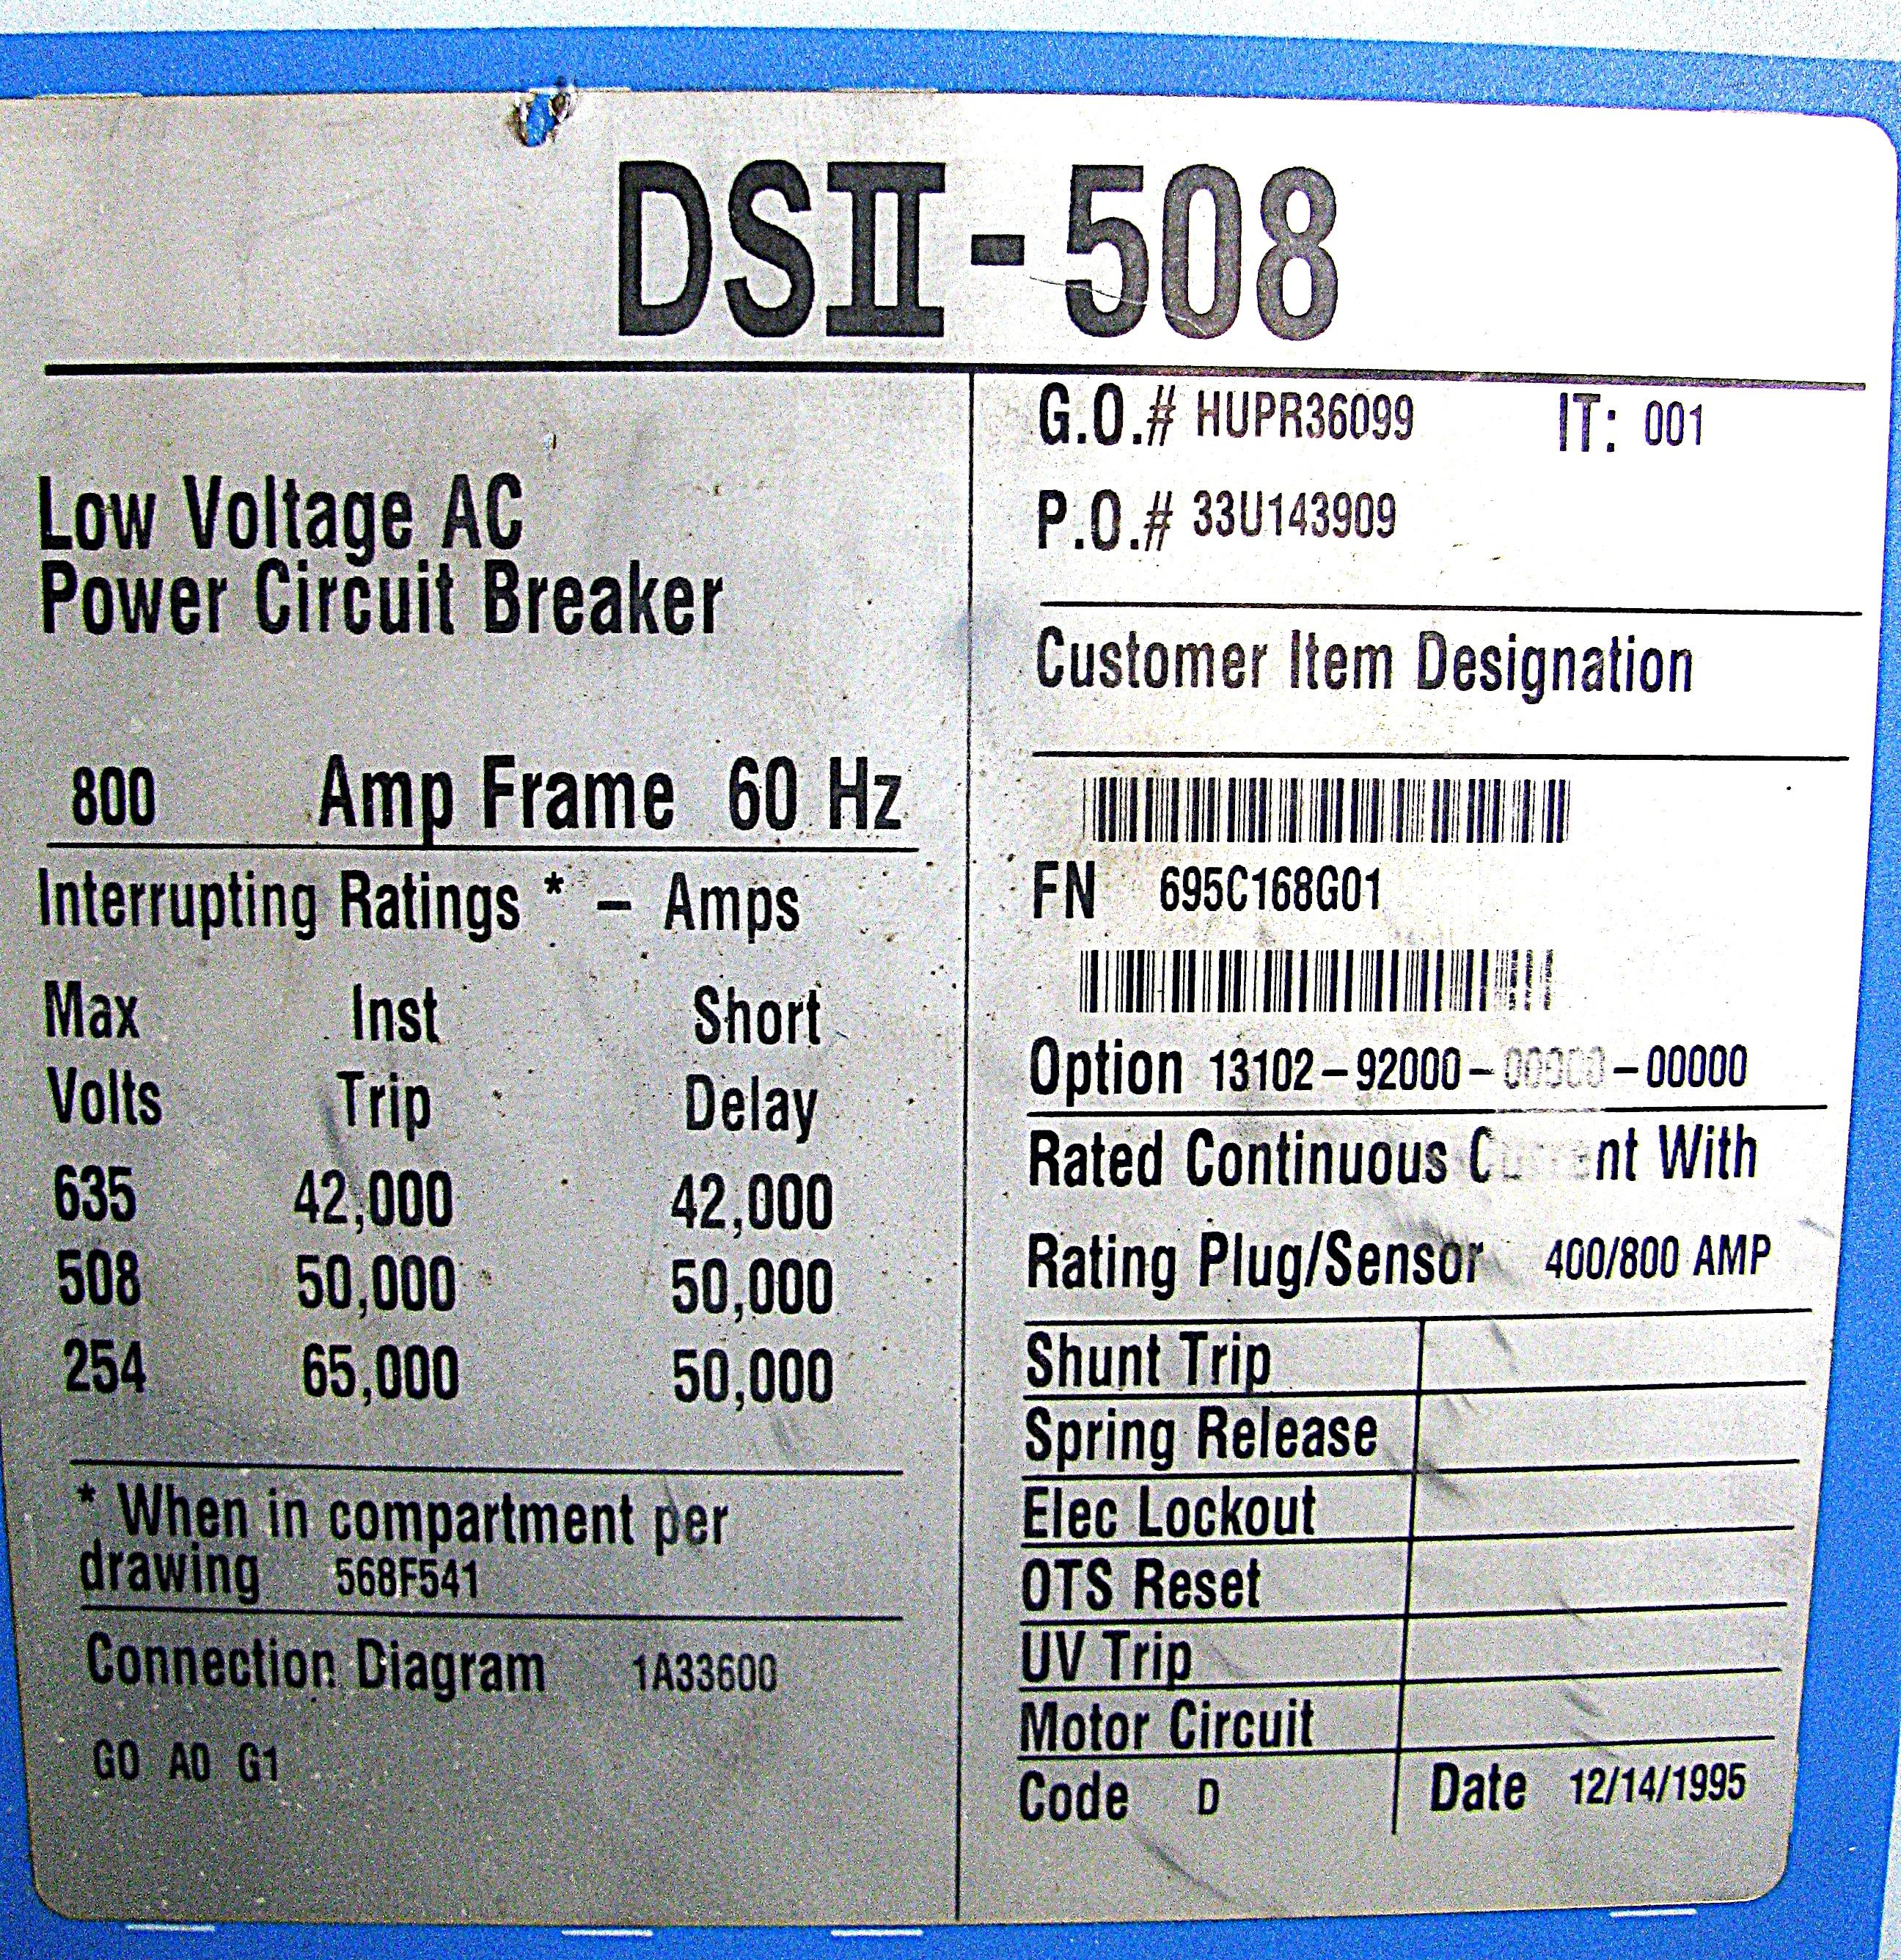 DSII-508
Low Voltage AC
Power Circuit Breaker
800 Amp Frame 60 Hz
Interrupting Ratings * – Amps
Max Inst Short
Volts Trip Delay
635 42,000 42,000
508 50,000 50,000
254 65,000 50,000
* When in compartment per
drawing 568F541
Connection Diagram 1A33600
G0 A0 G1
G.O.# HUPR36099 IT: 001
P.O.# 33U143909
Customer Item Designation
FN 695C168G01
Option 13102-92000-00000-00000
Rated Continuous With
Rating Plug/Sensor 400/800 AMP
Shunt Trip
Spring Release
Elec Lockout
OTS Reset
UV Trip
Motor Circuit
Code D Date 12/14/1995